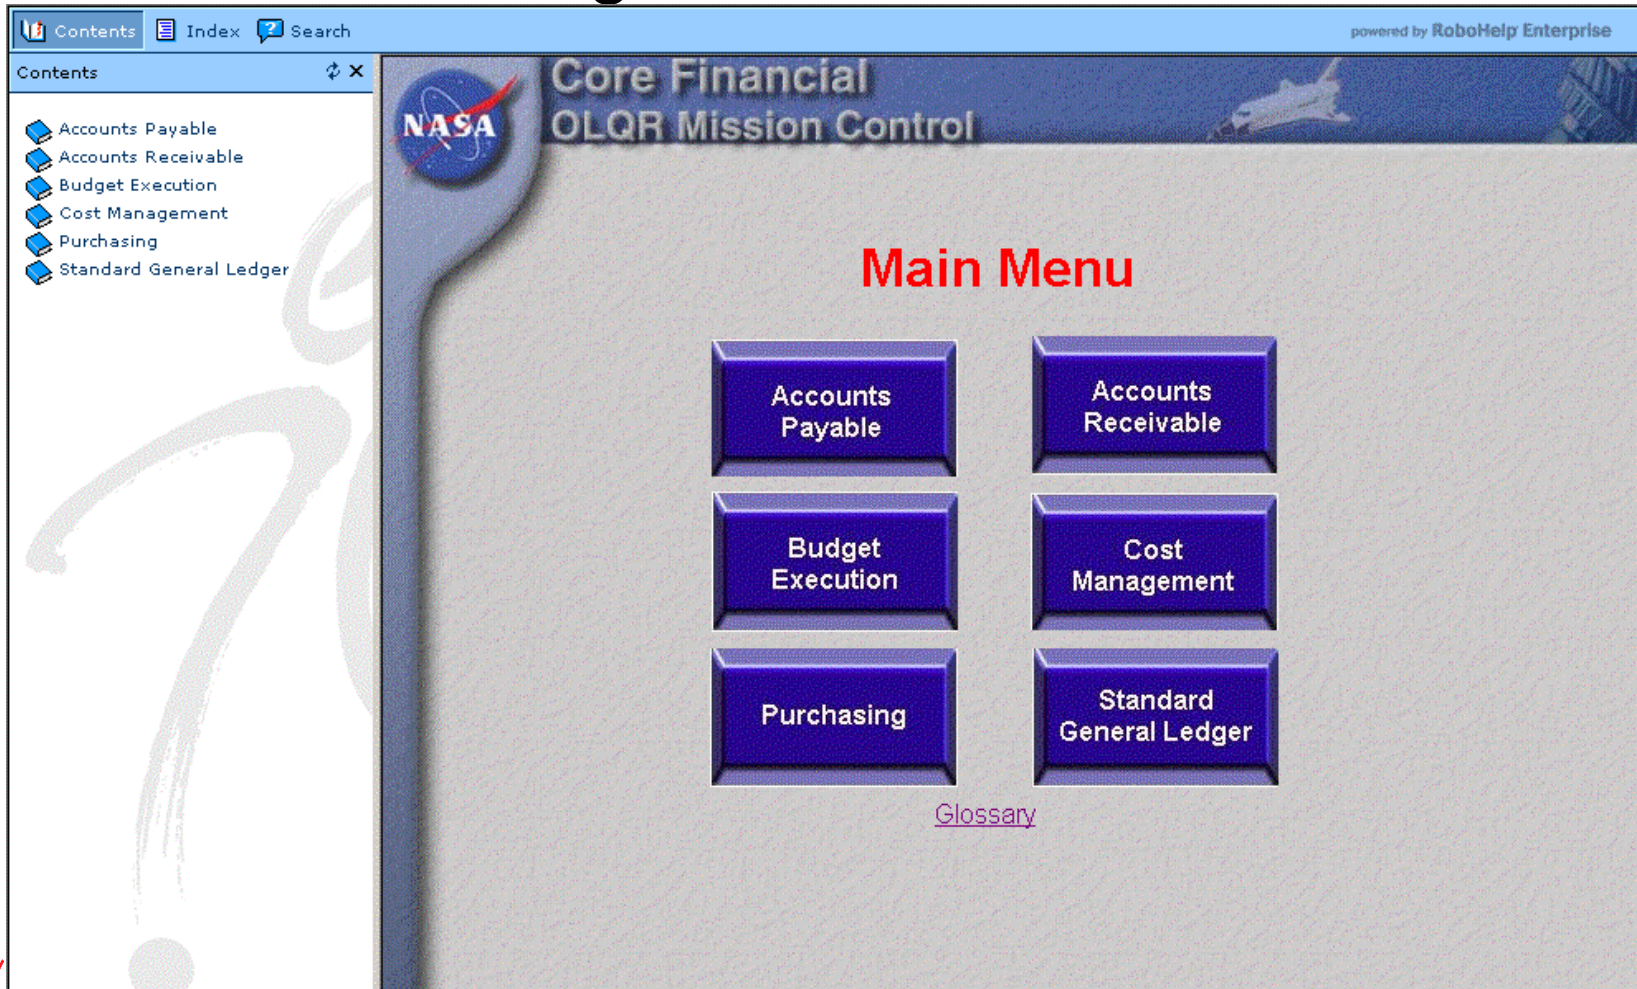 Contents Index Search powered by RoboHelp Enterprise
Contents
Accounts Payable
Accounts Receivable
Budget Execution
Cost Management
Purchasing
Standard General Ledger
NASA
Core Financial
OLQR Mission Control
Main Menu
Accounts
Payable
Accounts
Receivable
Budget
Execution
Cost
Management
Purchasing
Standard
General Ledger
Glossary